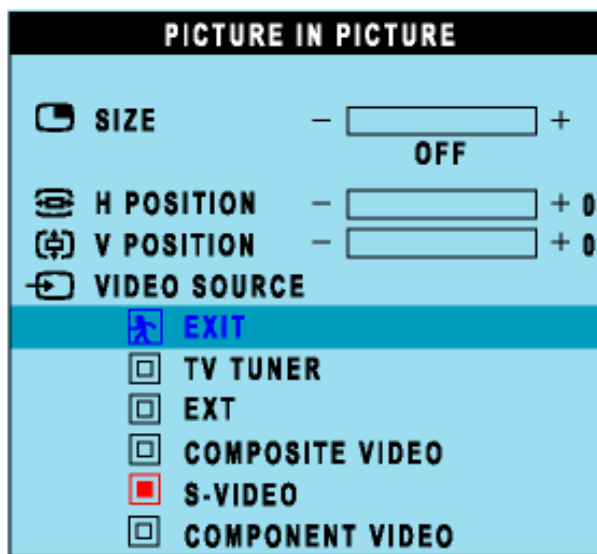 PICTURE IN PICTURE
SIZE - +
OFF
H POSITION - + 0
V POSITION - + 0
VIDEO SOURCE
EXIT
TV TUNER
EXT
COMPOSITE VIDEO
S-VIDEO
COMPONENT VIDEO